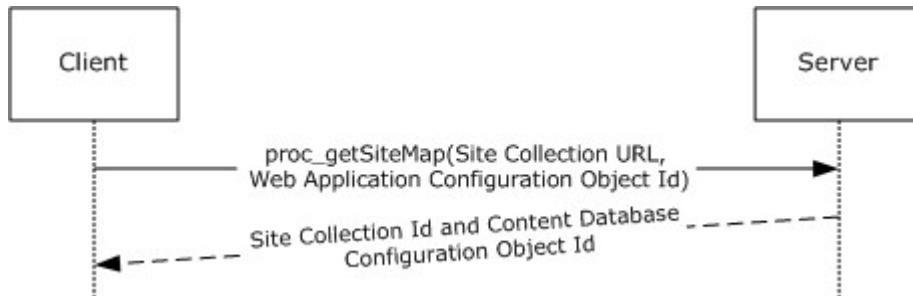 Client
Server
proc_getSiteMap(Site Collection URL,
Web Application Configuration Object Id)
Site Collection Id and Content Database
Configuration Object Id